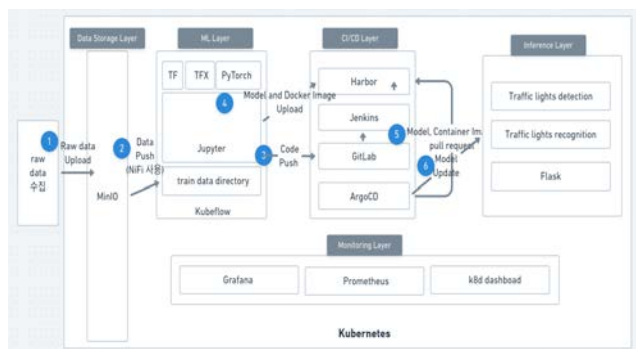 Data Storage Layer
ML Layer
CI/CD Layer
Inference Layer
TF
TFX
PyTorch
4
Model and Docker Image
Upload
Harbor
Jenkins
5
Model, Container Im.
pull request
GitLab
6
Model
Update
ArgoCD
Traffic lights detection
Traffic lights recognition
Flask
1
raw
data
수집
Raw data
Upload
2
Data
Push
(NiFi 사용)
MinIO
Jupyter
3
Code
Push
train data directory
Kubeflow
Monitoring Layer
Grafana
Prometheus
k8d dashboad
Kubernetes